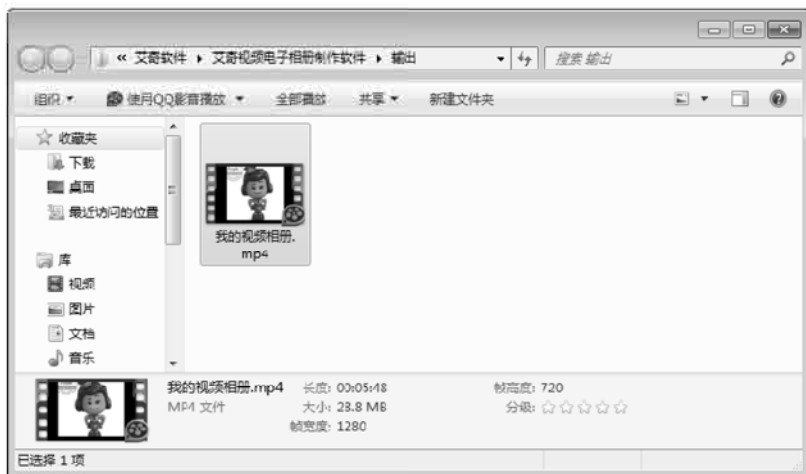 « 艾奇软件 ▸ 艾奇视频电子相册制作软件 ▸ 输出
搜索 输出
组织 使用QQ影音播放 全部播放 共享 新建文件夹
收藏夹
下载
桌面
最近访问的位置
库
视频
图片
文档
音乐
我的视频相册.
mp4
我的视频相册.mp4 长度: 00:05:48 帧高度: 720
MP4 文件 大小: 28.8 MB 分级: ☆☆☆☆☆
帧宽度: 1280
已选择 1 项